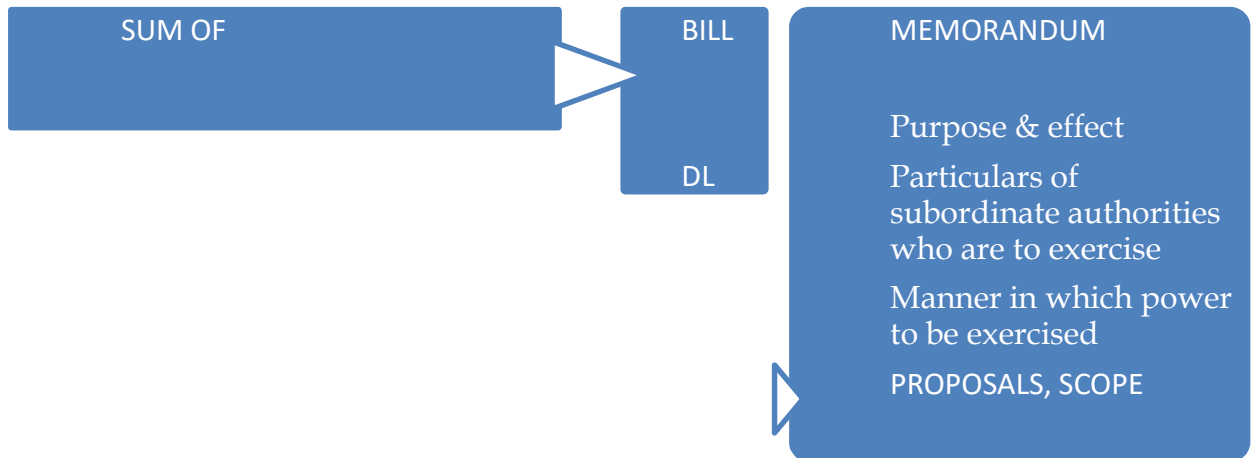 SUM OF
BILL
DL
MEMORANDUM
Purpose & effect
Particulars of
subordinate authorities
who are to exercise
Manner in which power
to be exercised
PROPOSALS, SCOPE